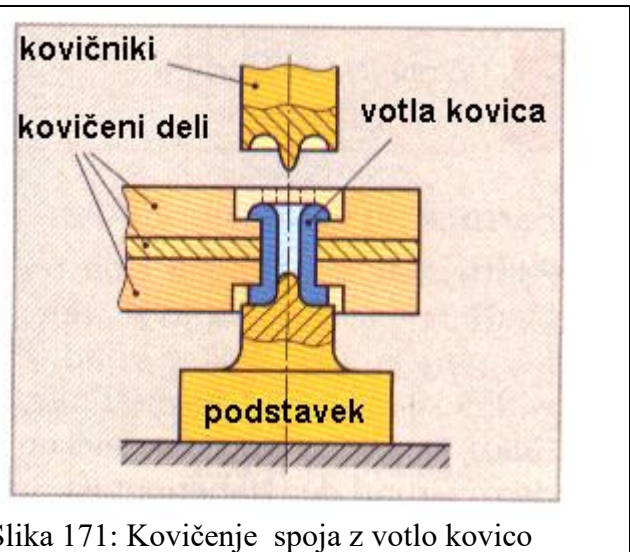 kovičniki
kovičeni deli
votla kovica
podstavek
Slika 171: Kovičenje spoja z votlo kovico